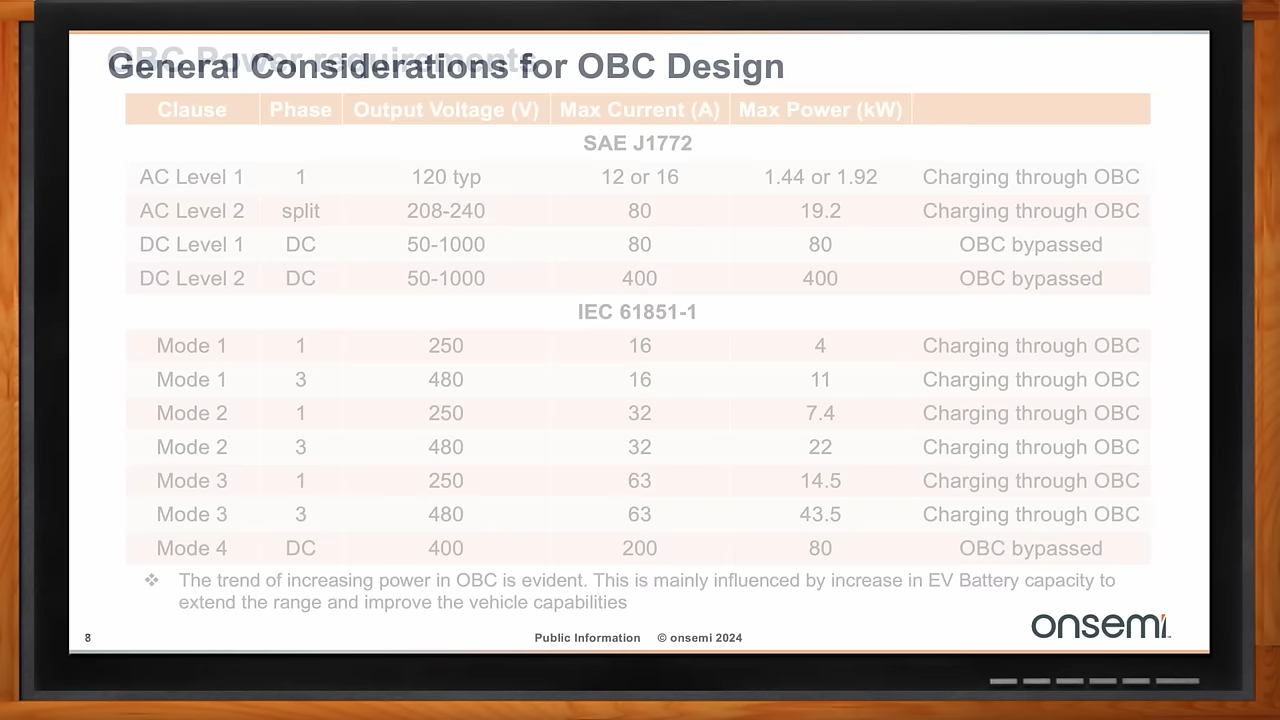 OBC Power requirements
General Considerations for OBC Design
Clause Phase Output Voltage (V) Max Current (A) Max Power (kW)
SAE J1772
AC Level 1 1 120 typ 12 or 16 1.44 or 1.92 Charging through OBC
AC Level 2 split 208-240 80 19.2 Charging through OBC
DC Level 1 DC 50-1000 80 80 OBC bypassed
DC Level 2 DC 50-1000 400 400 OBC bypassed
IEC 61851-1
Mode 1 1 250 16 4 Charging through OBC
Mode 1 3 480 16 11 Charging through OBC
Mode 2 1 250 32 7.4 Charging through OBC
Mode 2 3 480 32 22 Charging through OBC
Mode 3 1 250 63 14.5 Charging through OBC
Mode 3 3 480 63 43.5 Charging through OBC
Mode 4 DC 400 200 80 OBC bypassed
❖ The trend of increasing power in OBC is evident. This is mainly influenced by increase in EV Battery capacity to
extend the range and improve the vehicle capabilities
8 Public Information © onsemi 2024
onsemi